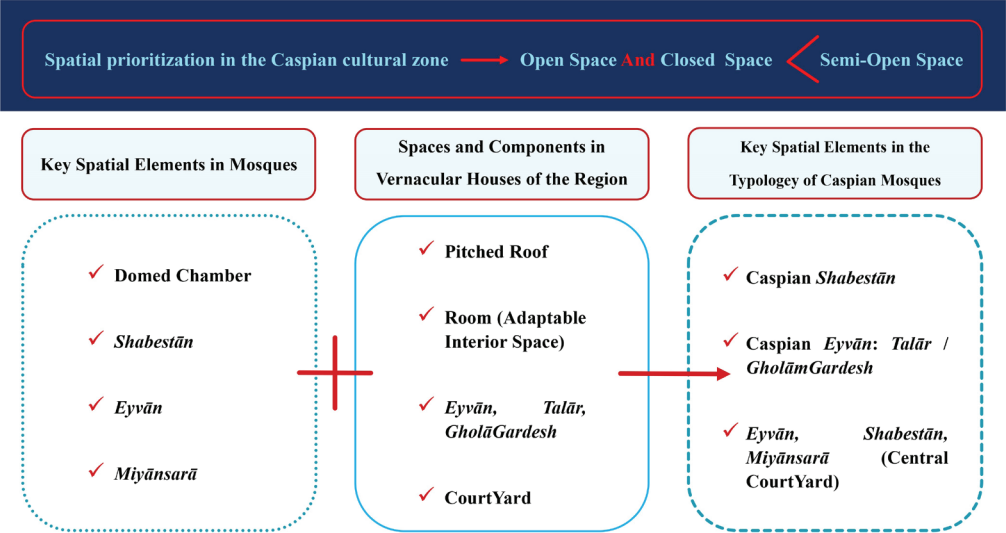 Spatial prioritization in the Caspian cultural zone → Open Space And Closed Space < Semi-Open Space
Key Spatial Elements in Mosques
✓ Domed Chamber
✓ Shabestān
✓ Eyvān
✓ Miyānsarā
+
Spaces and Components in
Vernacular Houses of the Region
✓ Pitched Roof
✓ Room (Adaptable
Interior Space)
✓ Eyvān, Talār,
GholāGardesh
✓ CourtYard
→
Key Spatial Elements in the
Typologey of Caspian Mosques
✓ Caspian Shabestān
✓ Caspian Eyvān: Talār /
GholāmGardesh
✓ Eyvān, Shabestān,
Miyānsarā (Central
CourtYard)